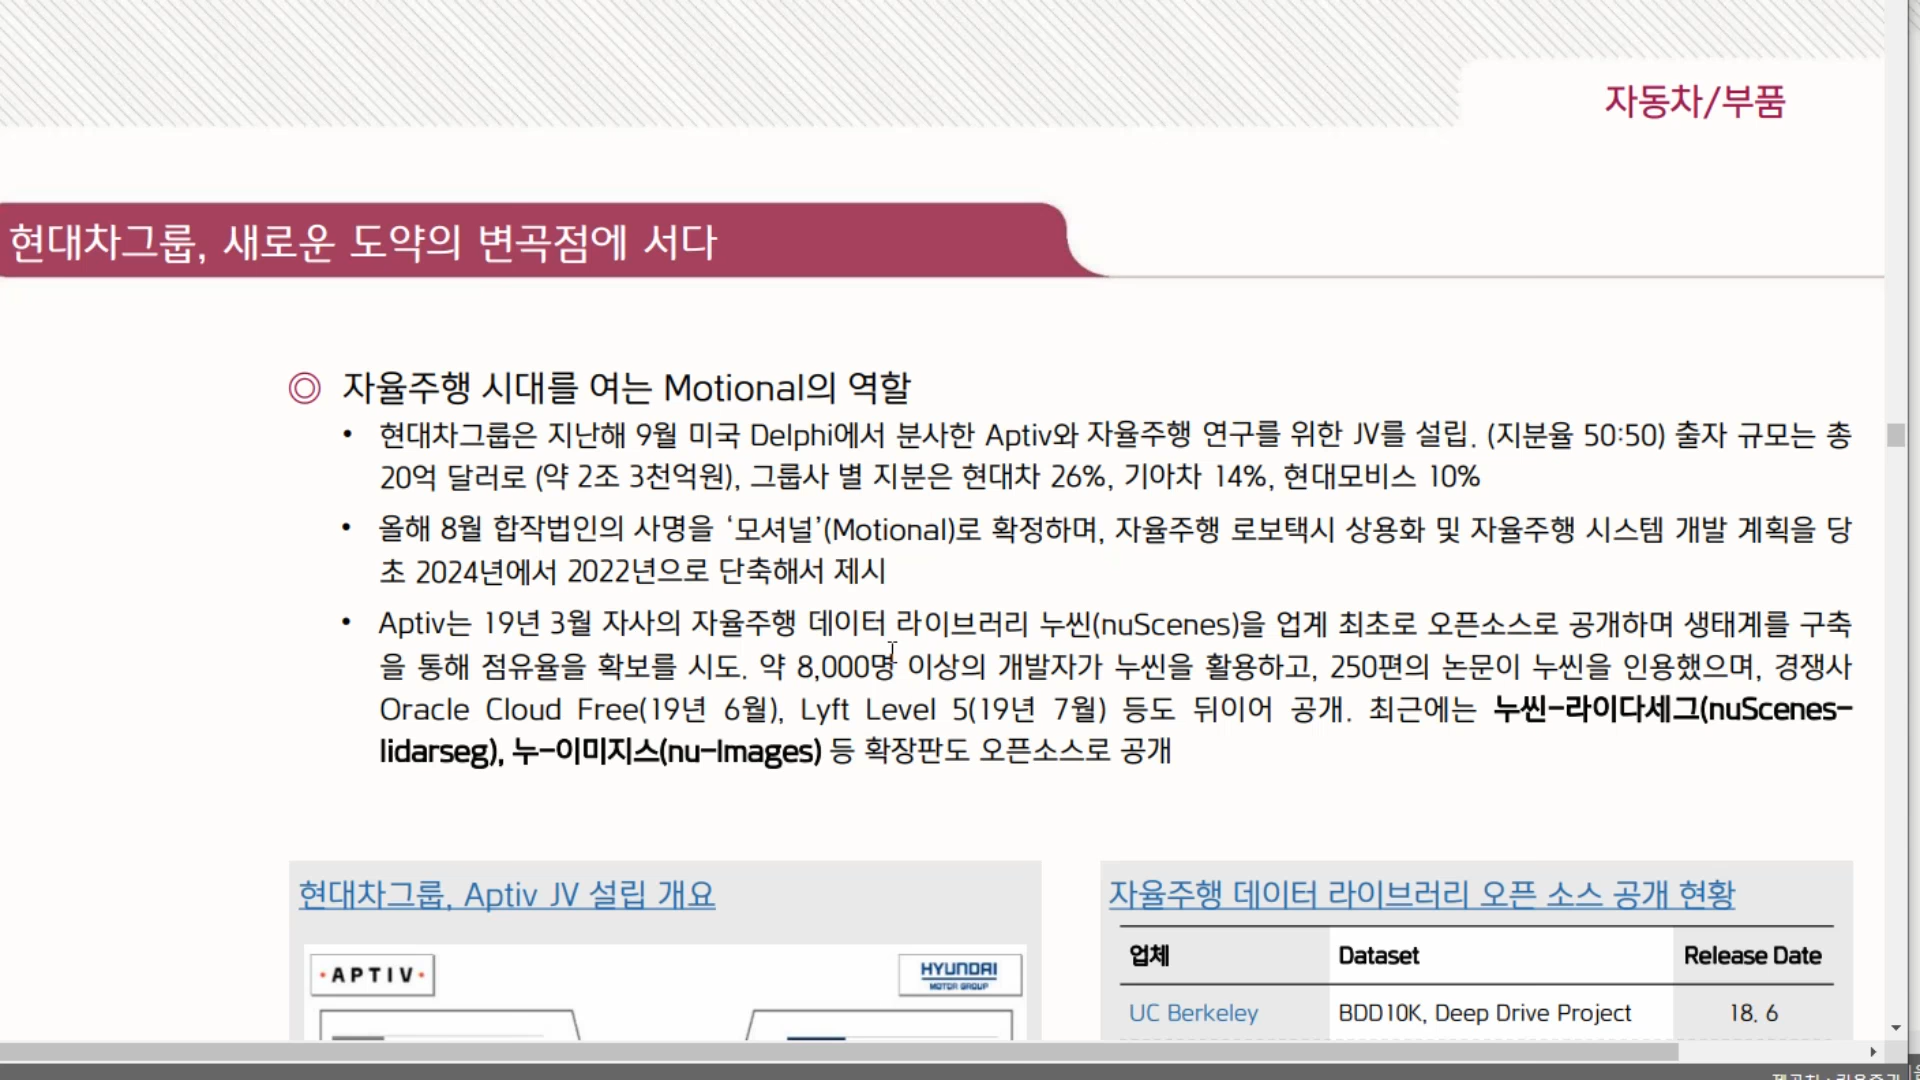 자동차/부품
현대차그룹, 새로운 도약의 변곡점에 서다
◎ 자율주행 시대를 여는 Motional의 역할
• 현대차그룹은 지난해 9월 미국 Delphi에서 분사한 Aptiv와 자율주행 연구를 위한 JV를 설립. (지분율 50:50) 출자 규모는 총
20억 달러로 (약 2조 3천억원), 그룹사 별 지분은 현대차 26%, 기아차 14%, 현대모비스 10%
• 올해 8월 합작법인의 사명을 ‘모셔널’(Motional)로 확정하며, 자율주행 로보택시 상용화 및 자율주행 시스템 개발 계획을 당
초 2024년에서 2022년으로 단축해서 제시
• Aptiv는 19년 3월 자사의 자율주행 데이터 라이브러리 누씬(nuScenes)을 업계 최초로 오픈소스로 공개하며 생태계를 구축
을 통해 점유율을 확보를 시도. 약 8,000명 이상의 개발자가 누씬을 활용하고, 250편의 논문이 누씬을 인용했으며, 경쟁사
Oracle Cloud Free(19년 6월), Lyft Level 5(19년 7월) 등도 뒤이어 공개. 최근에는 누씬-라이다세그(nuScenes-
lidarseg), 누-이미지스(nu-Images) 등 확장판도 오픈소스로 공개
현대차그룹, Aptiv JV 설립 개요
APTIV
HYUNDAI
MOTOR GROUP
자율주행 데이터 라이브러리 오픈 소스 공개 현황
업체 Dataset Release Date
UC Berkeley BDD10K, Deep Drive Project 18. 6